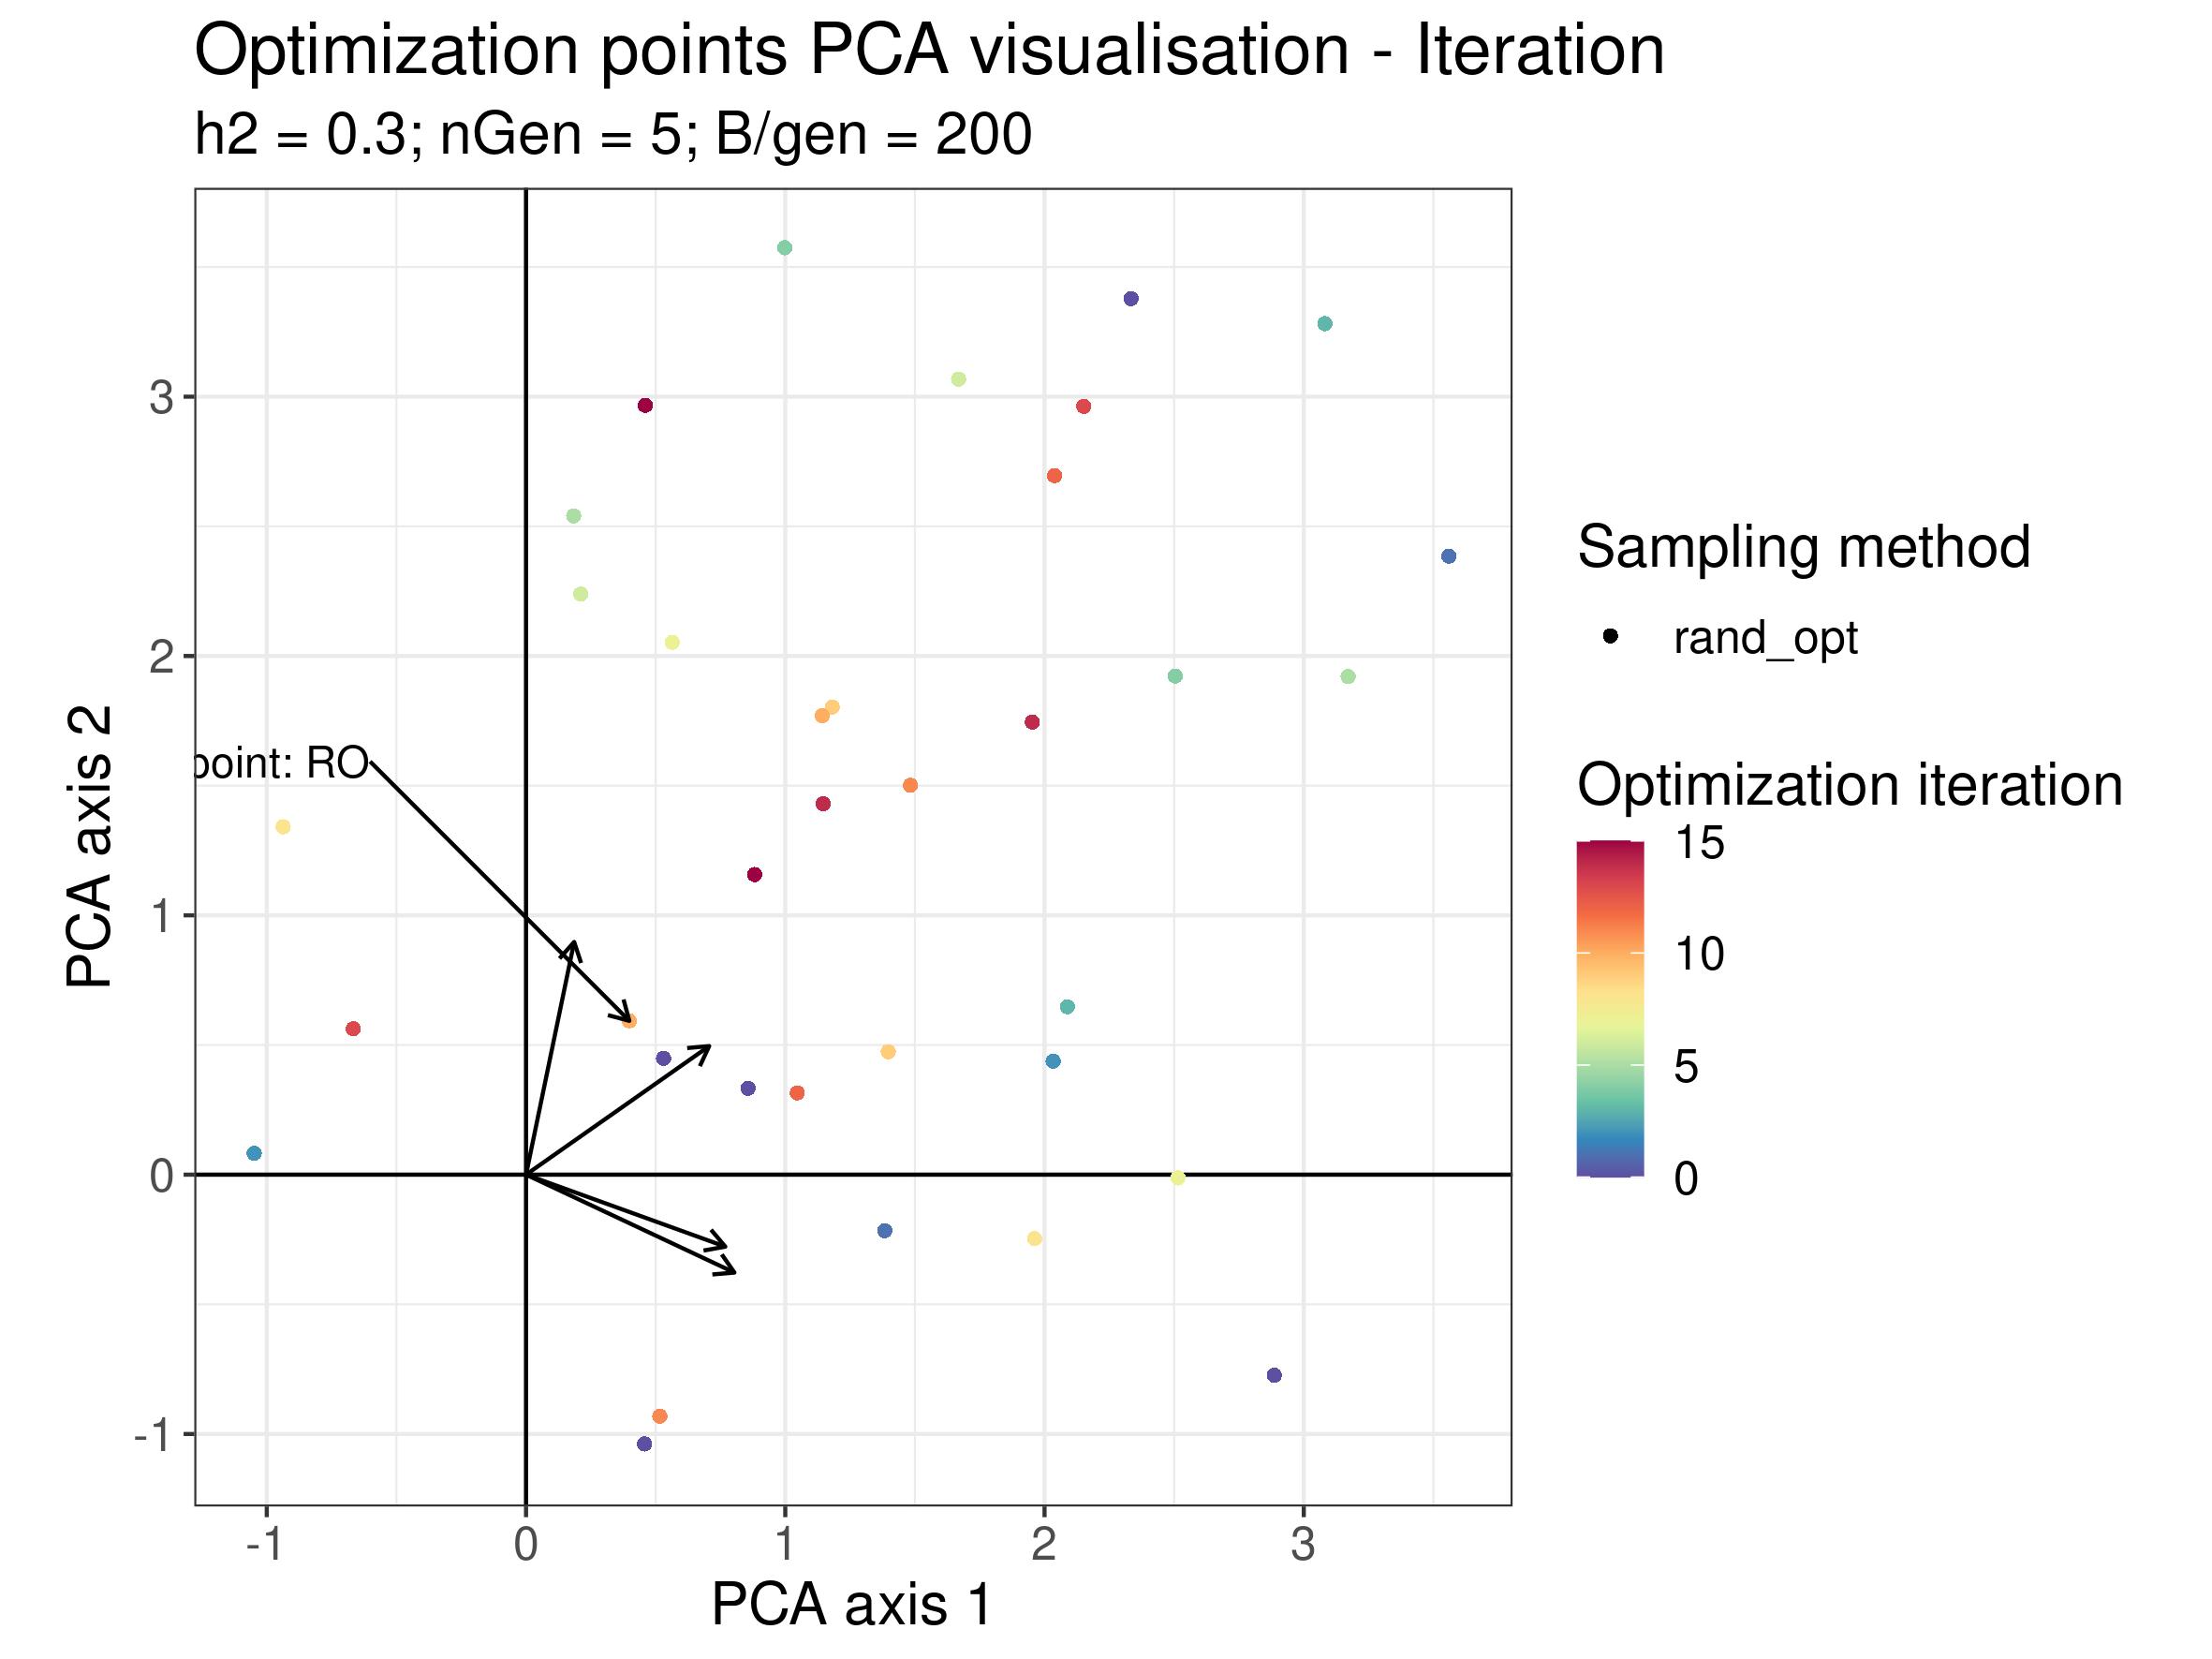 Optimization points PCA visualisation - Iteration
h2 = 0.3; nGen = 5; B/gen = 200
3
2
1
0
-1
PCA axis 2
point: RO
-1 0 1 2 3
PCA axis 1
Sampling method
rand_opt
Optimization iteration
15
10
5
0